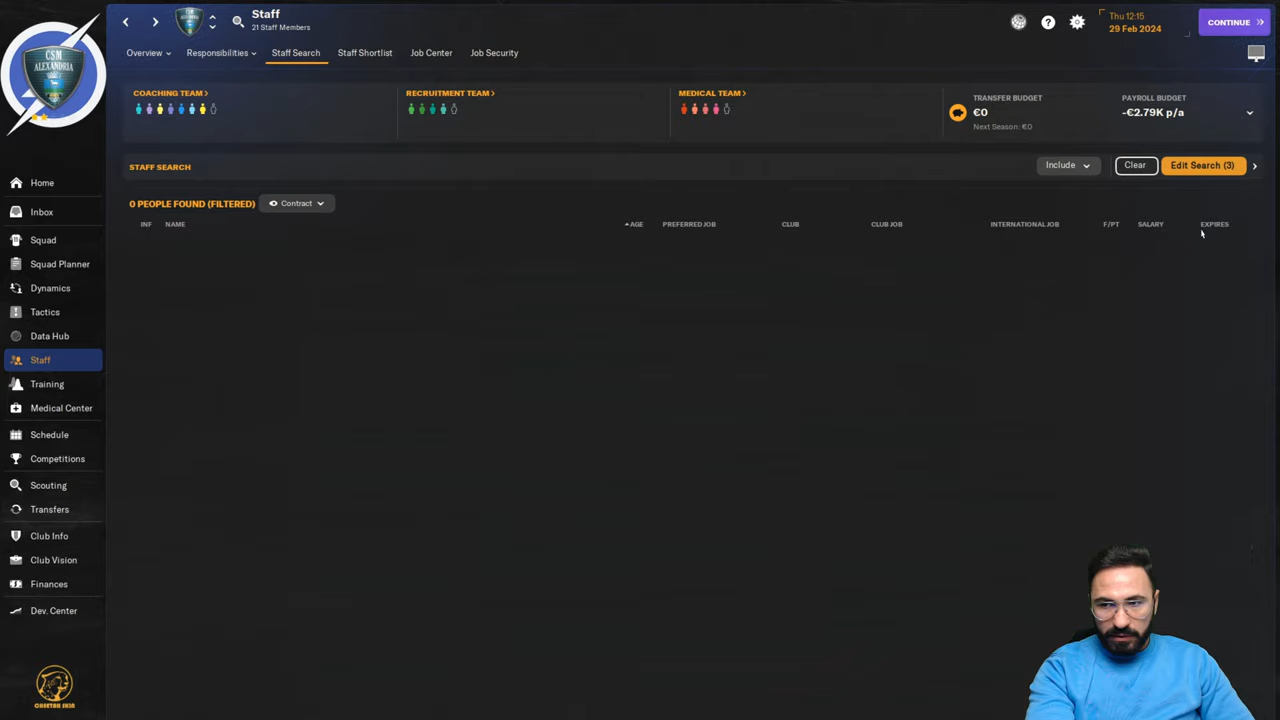 Staff
21 Staff Members
Thu 12:15
29 Feb 2024
CONTINUE
CSM
ALEXANDRIA
Overview
Responsibilities
Staff Search
Staff Shortlist
Job Center
Job Security
COACHING TEAM
RECRUITMENT TEAM
MEDICAL TEAM
TRANSFER BUDGET
€0
Next Season: €0
PAYROLL BUDGET
-€2.79K p/a
STAFF SEARCH
Include
Clear
Edit Search (3)
0 PEOPLE FOUND (FILTERED)
Contract
INF NAME AGE PREFERRED JOB CLUB CLUB JOB INTERNATIONAL JOB F/PT SALARY EXPIRES
Home
Inbox
Squad
Squad Planner
Dynamics
Tactics
Data Hub
Staff
Training
Medical Center
Schedule
Competitions
Scouting
Transfers
Club Info
Club Vision
Finances
Dev. Center
CHEETAH SKIN